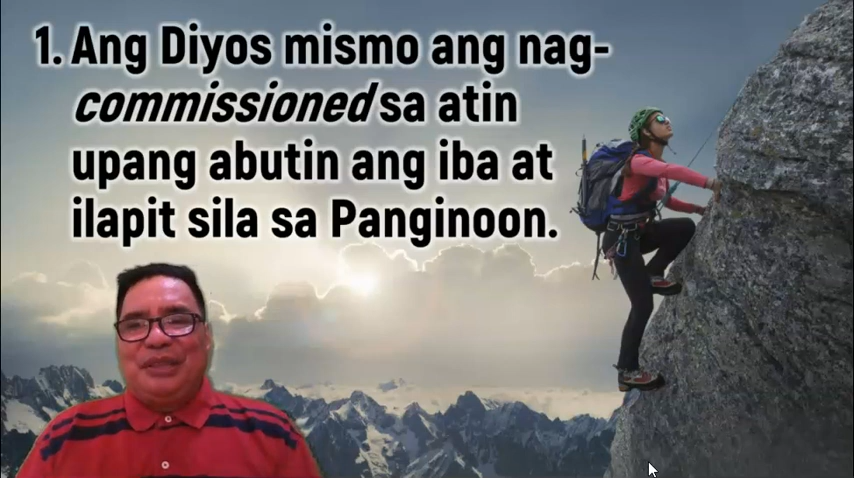 1. Ang Diyos mismo ang nag-
commissioned sa atin
upang abutin ang iba at
ilapit sila sa Panginoon.